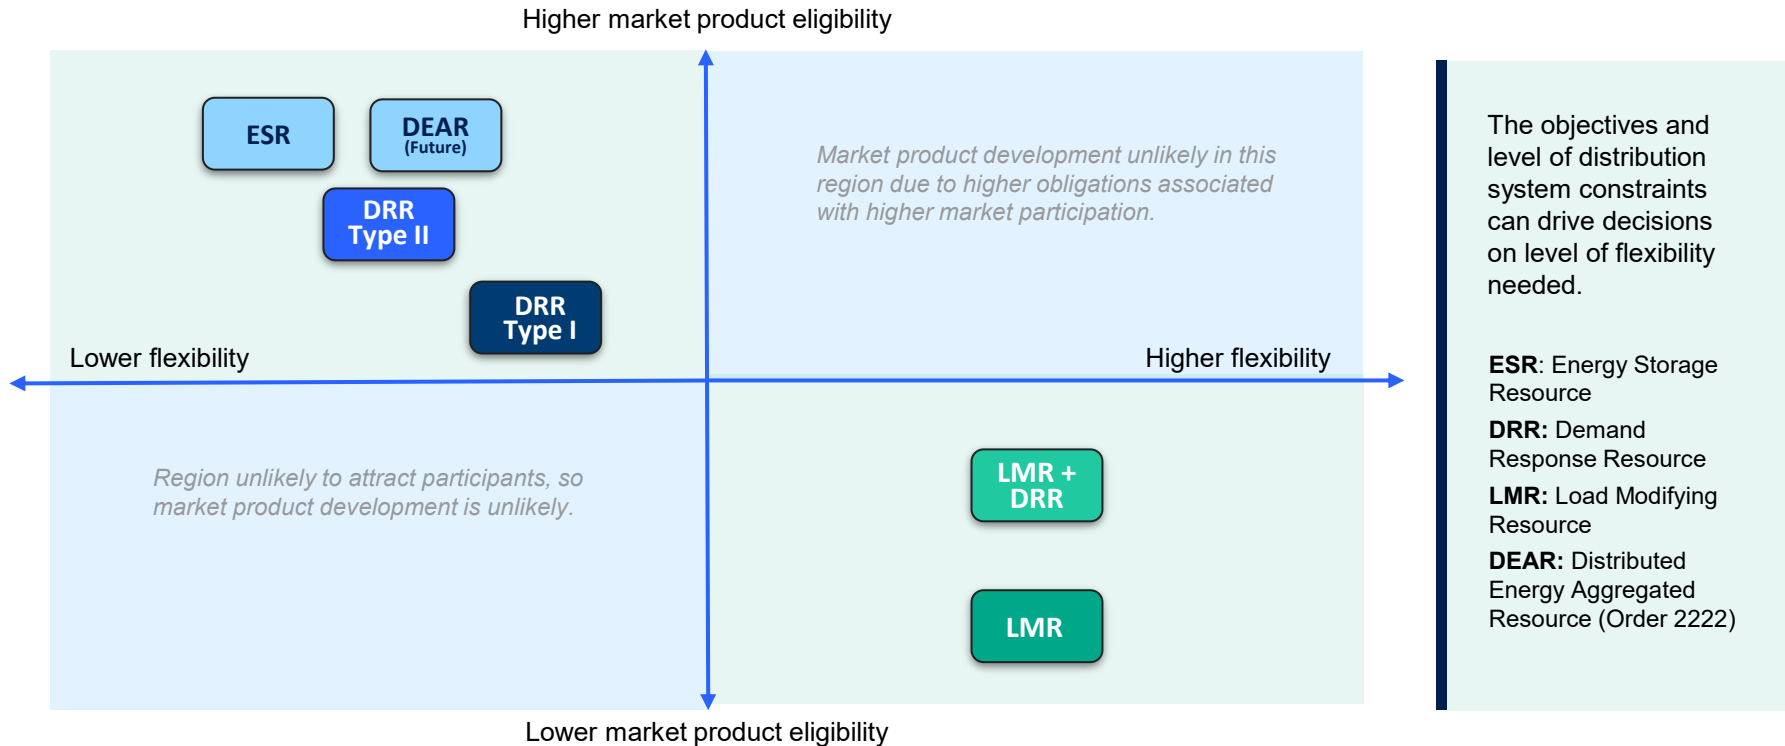 Higher market product eligibility
ESR
DEAR
(Future)
DRR
Type II
DRR
Type I
Market product development unlikely in this
region due to higher obligations associated
with higher market participation.
Lower flexibility
Higher flexibility
Region unlikely to attract participants, so
market product development is unlikely.
LMR +
DRR
LMR
Lower market product eligibility
The objectives and
level of distribution
system constraints
can drive decisions
on level of flexibility
needed.
ESR: Energy Storage
Resource
DRR: Demand
Response Resource
LMR: Load Modifying
Resource
DEAR: Distributed
Energy Aggregated
Resource (Order 2222)